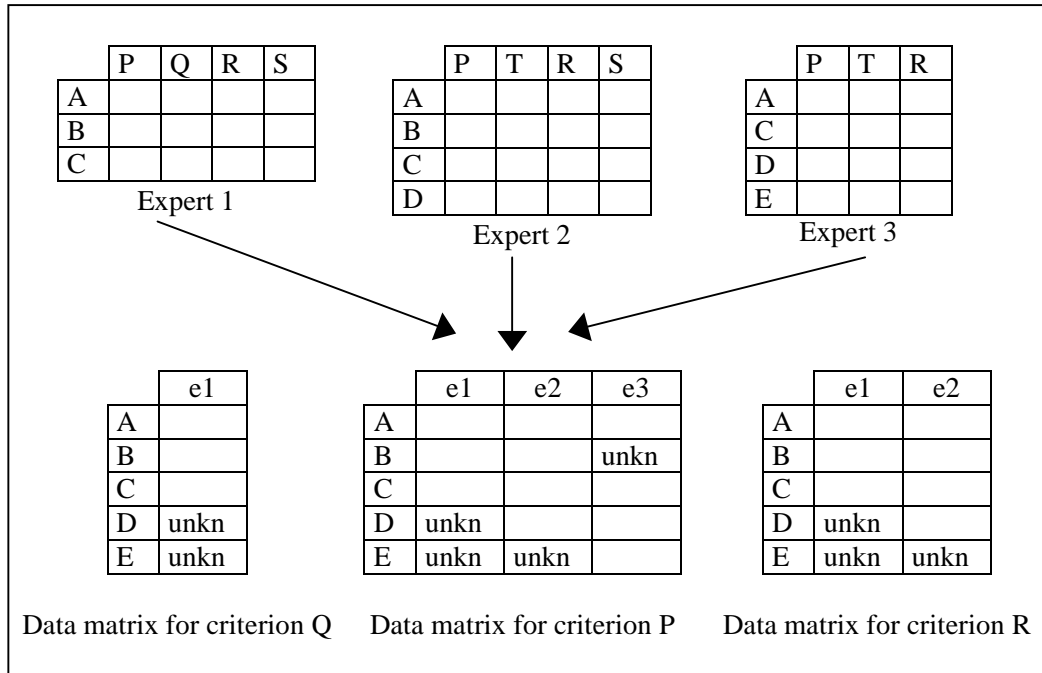 P Q R S
A
B
C
Expert 1
P T R S
A
B
C
D
Expert 2
P T R
A
C
D
E
Expert 3
e1
A
B
C
D unkn
E unkn
Data matrix for criterion Q
e1 e2 e3
A
B unkn
C
D unkn
E unkn unkn
Data matrix for criterion P
e1 e2
A
B
C
D unkn
E unkn unkn
Data matrix for criterion R